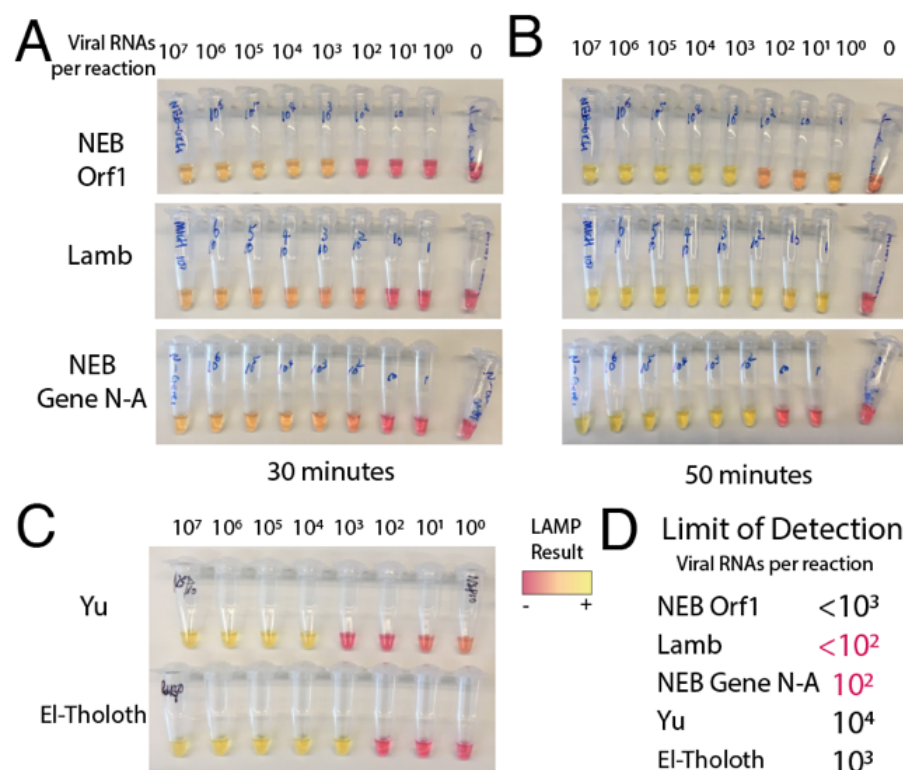 A
Viral RNAs
per reaction
10⁷ 10⁶ 10⁵ 10⁴ 10³ 10² 10¹ 10⁰ 0
NEB
Orf1
Lamb
NEB
Gene N-A
30 minutes
B
10⁷ 10⁶ 10⁵ 10⁴ 10³ 10² 10¹ 10⁰ 0
50 minutes
C
10⁷ 10⁶ 10⁵ 10⁴ 10³ 10² 10¹ 10⁰
Yu
El-Tholoth
LAMP
Result
- +
D
Limit of Detection
Viral RNAs per reaction
NEB Orf1 <10³
Lamb <10²
NEB Gene N-A 10²
Yu 10⁴
El-Tholoth 10³